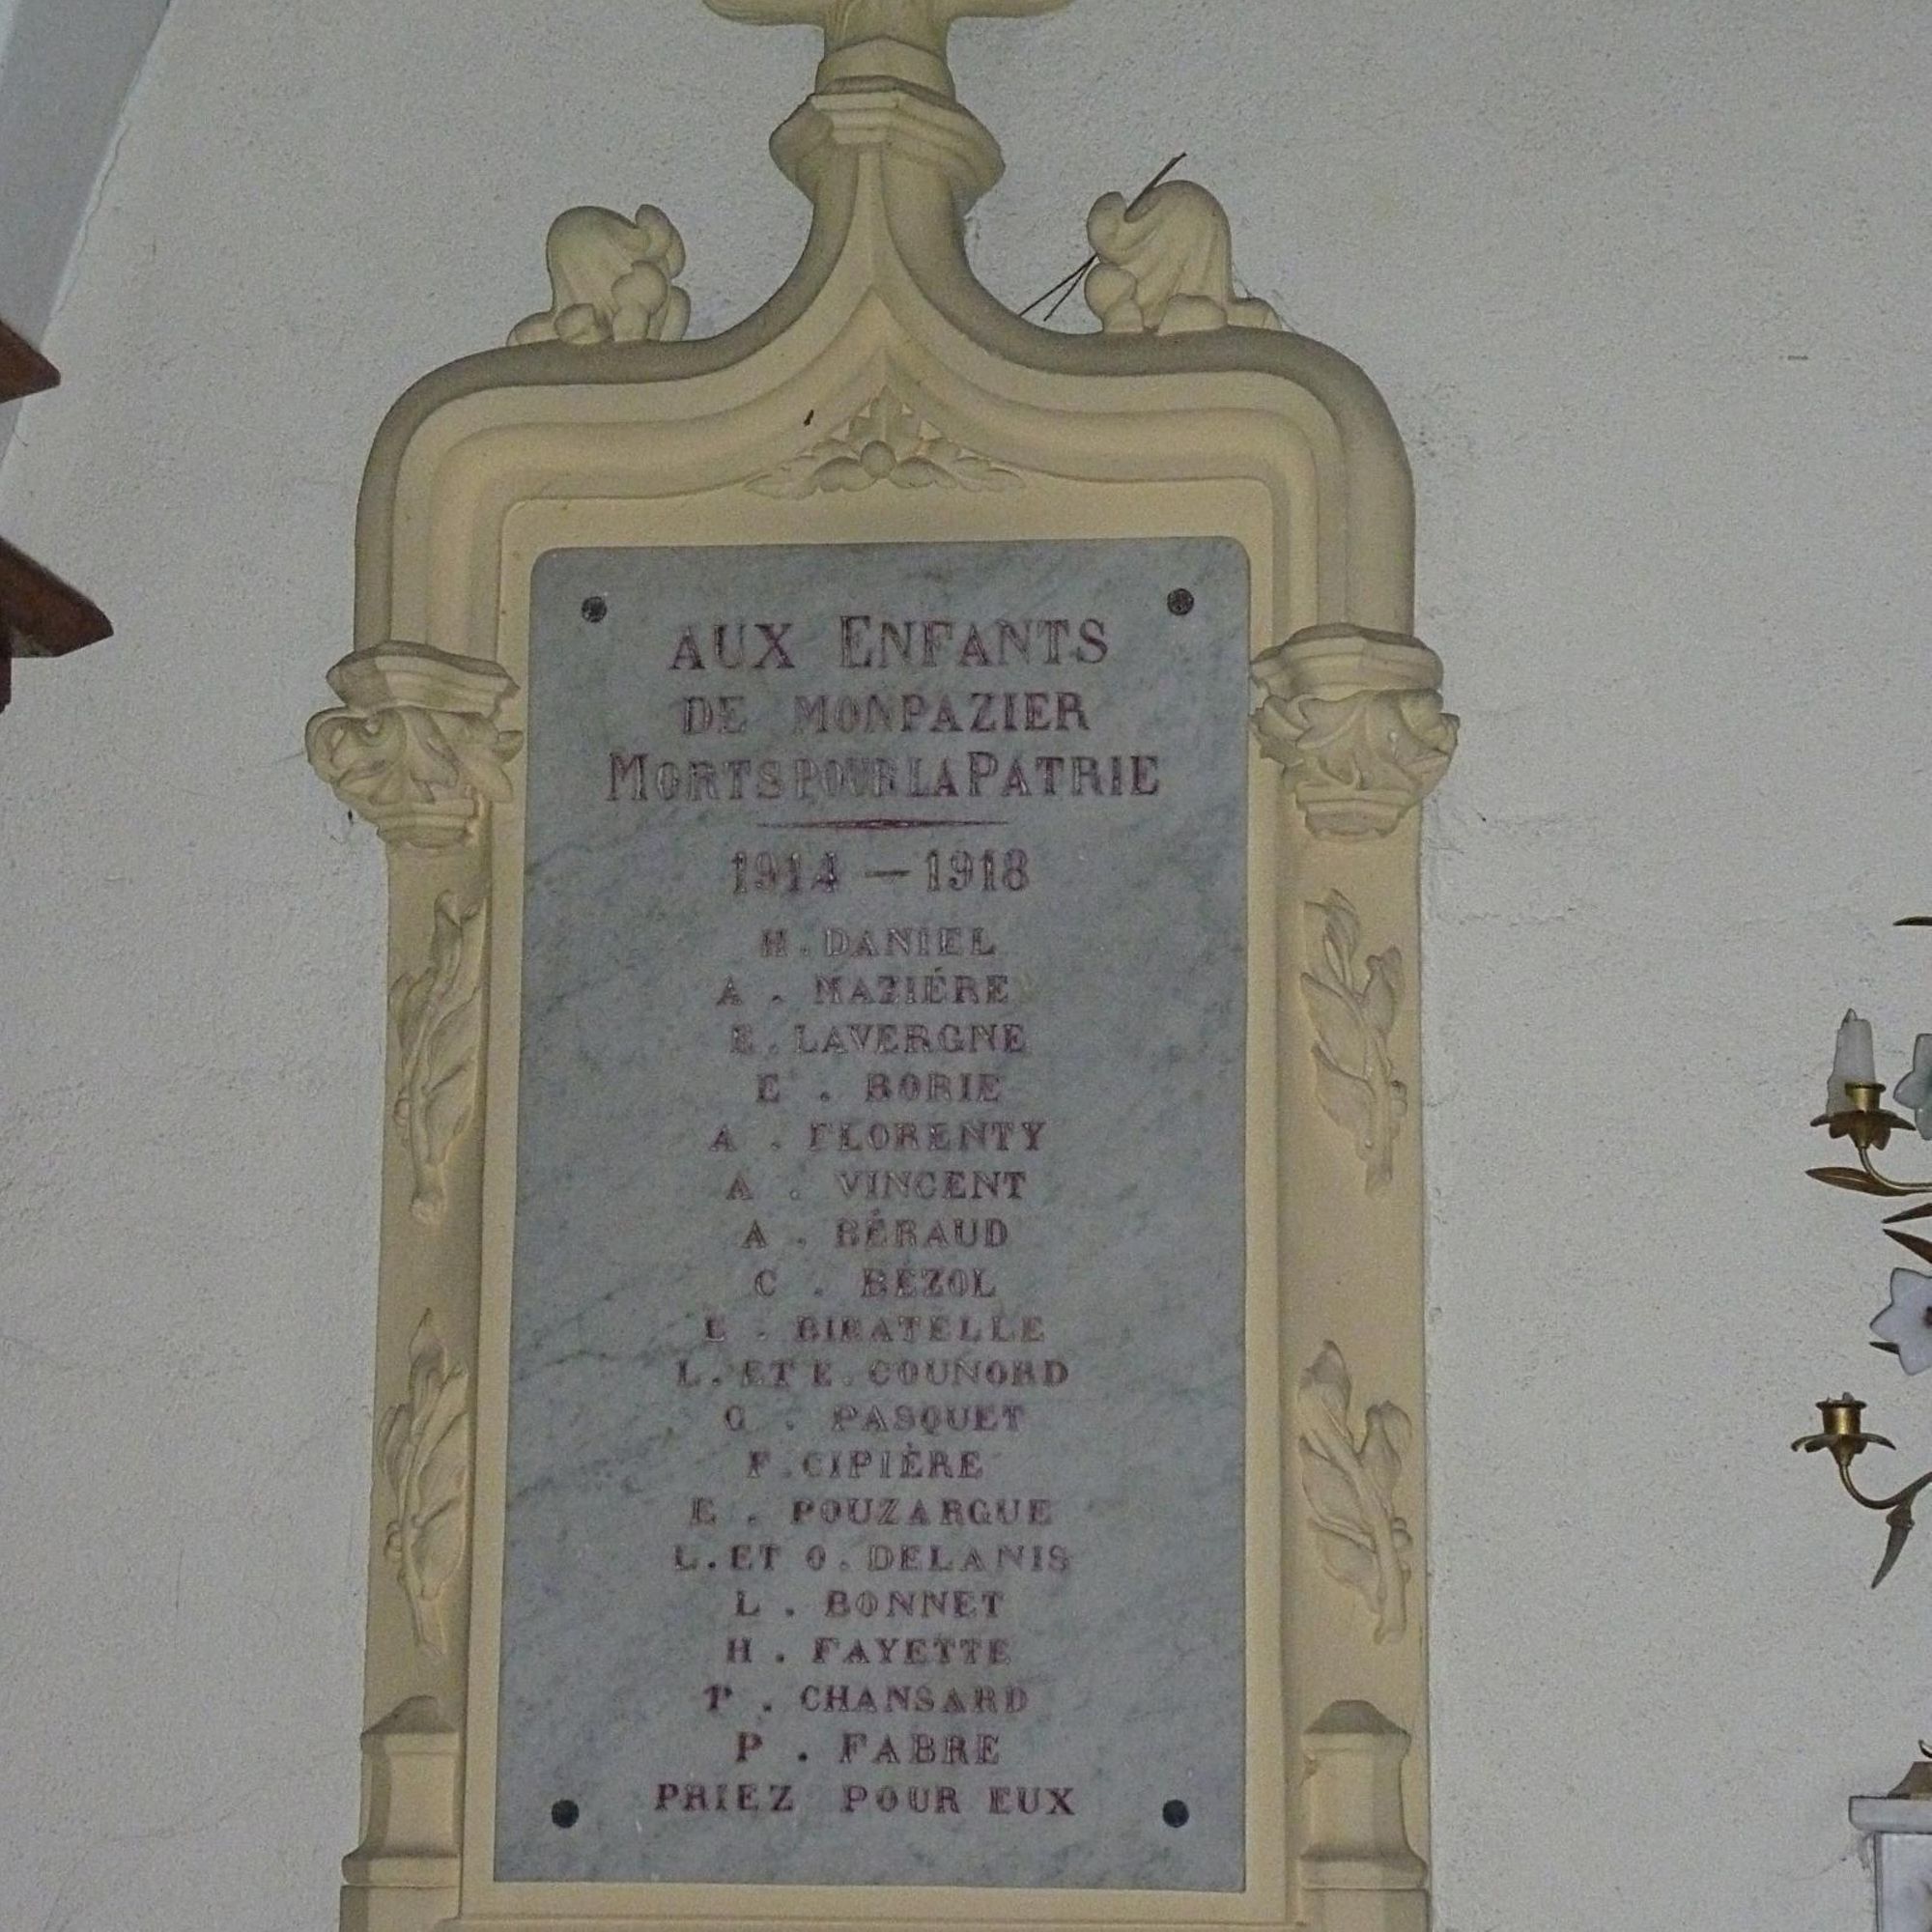 AUX ENFANTS
DE MONPAZIER
MORTS POUR LA PATRIE
1914 — 1918
H. DANIEL
A. MAZIÉRE
E. LAVERGNE
E. BORIE
A. FLORENTY
A. VINCENT
A. BÉRAUD
C. BÉZOL
E. BIRATELLE
L. ET E. COUNORD
G. PASQUET
F. CIPIÈRE
E. POUZARGUE
L. ET O. DELANIS
L. BONNET
H. FAYETTE
P. CHANSARD
P. FABRE
PRIEZ POUR EUX